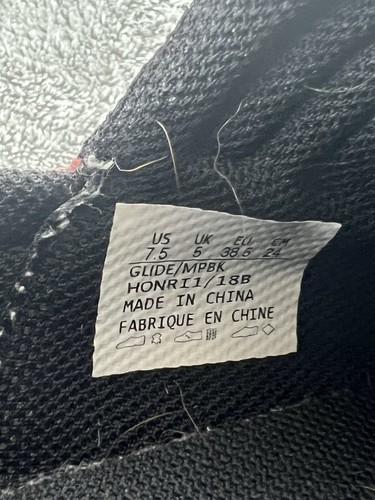 US UK EU CM
7.5 5 38.5 24
GLIDE/MPBK
HONRI1/18B
MADE IN CHINA
FABRIQUE EN CHINE